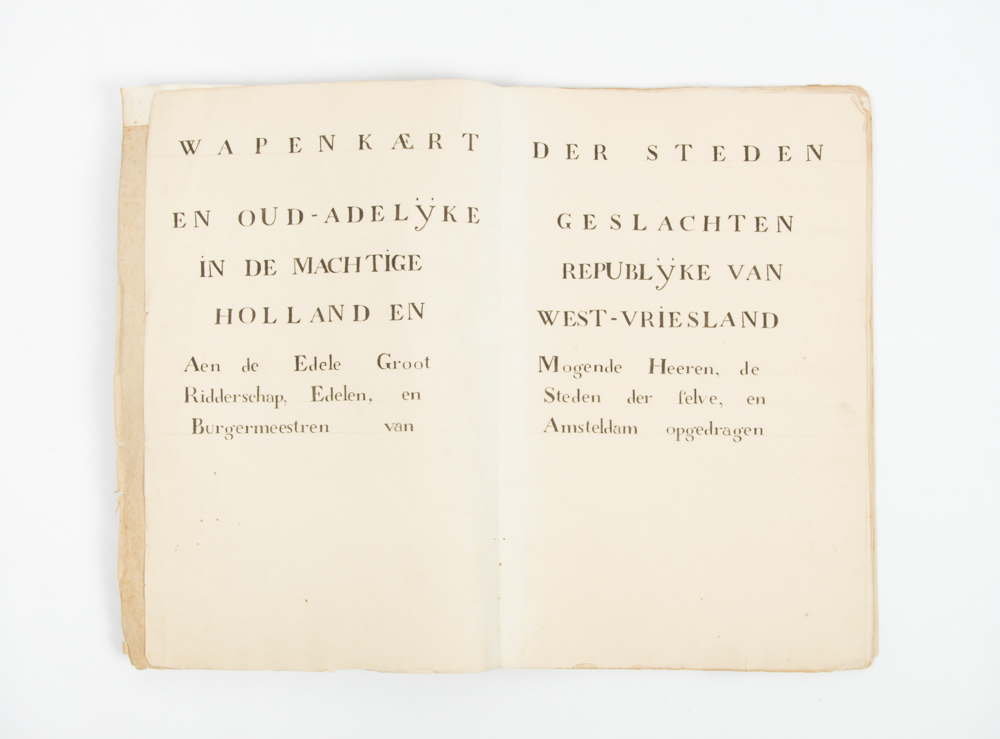 WAPENKÆRT DER STEDEN
EN OUD-ADELŸKE GESLACHTEN
IN DE MACHTIGE REPUBLŸKE VAN
HOLLAND EN WEST-VRIESLAND
Aen de Edele Groot Mogende Heeren, de
Ridderschap, Edelen, en Steden der ſelve, en
Burgermeestren van Amsteldam opgedragen